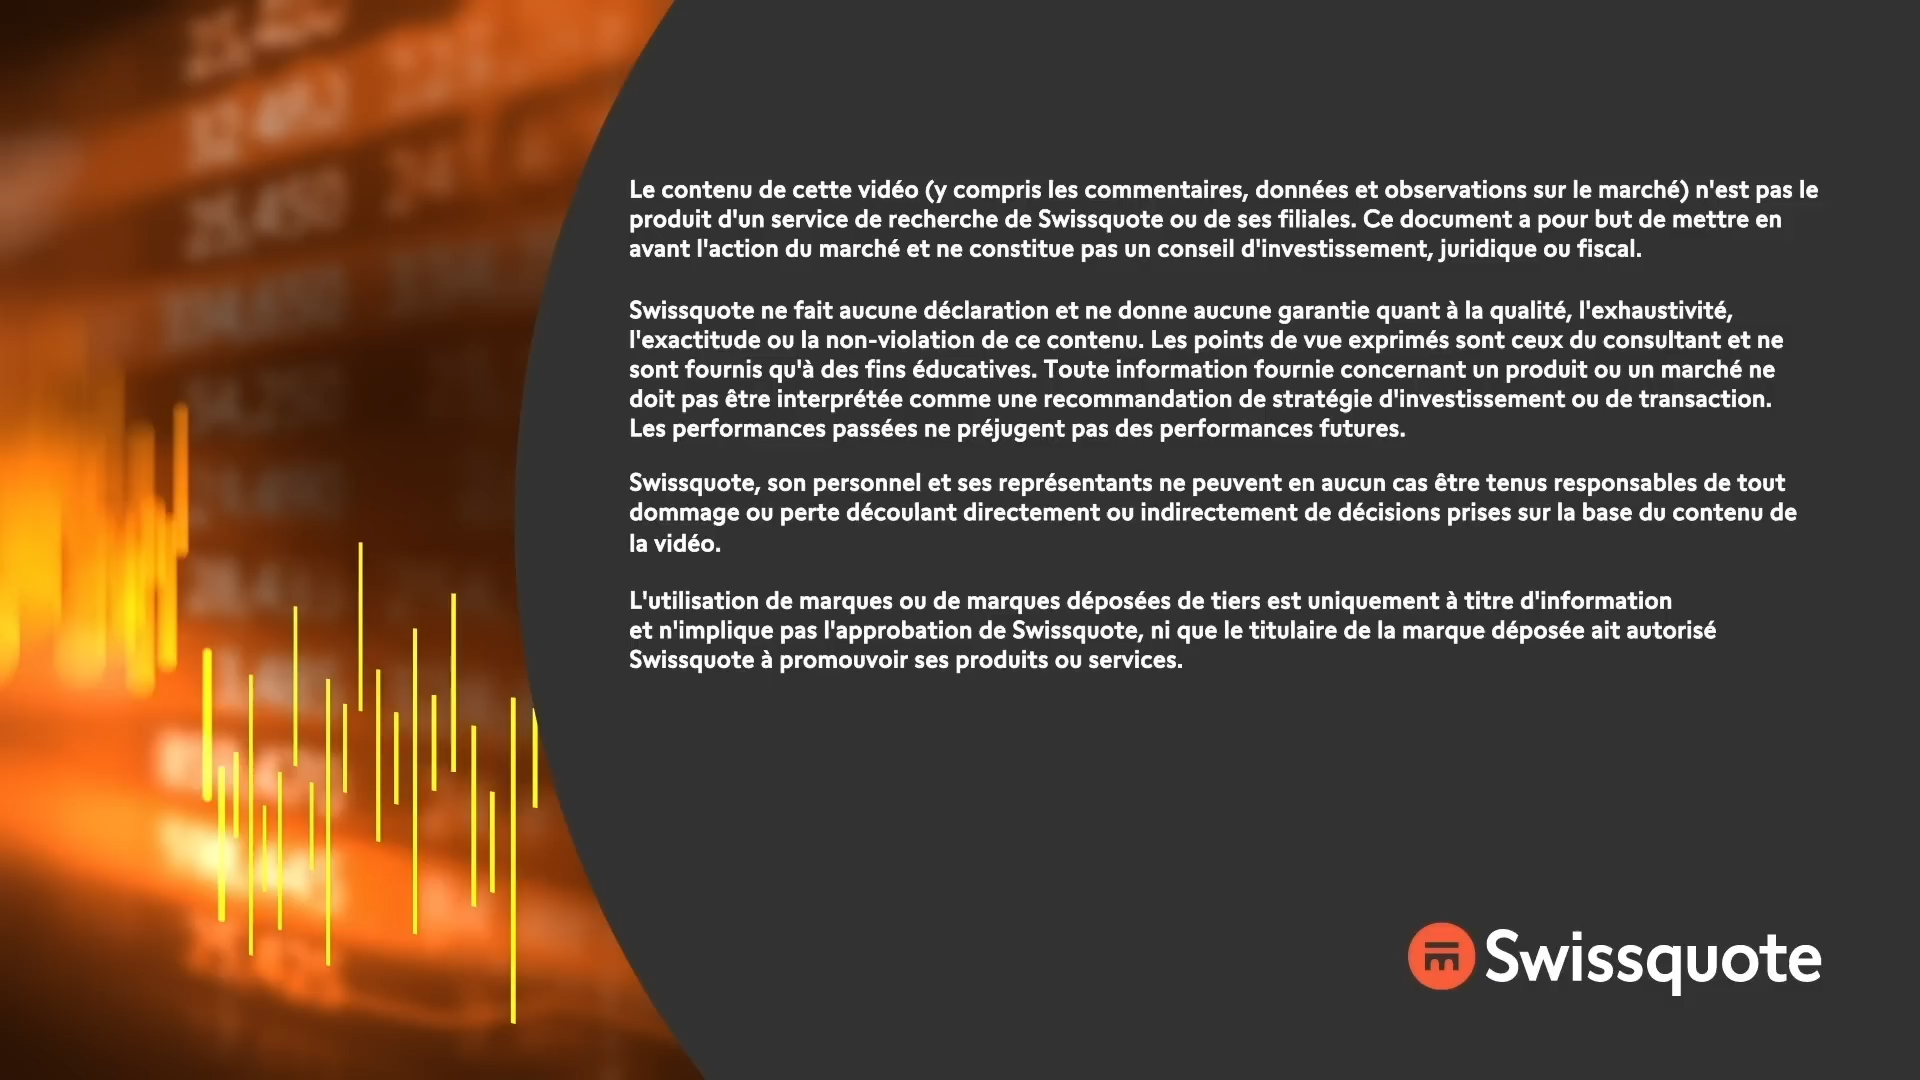 Le contenu de cette vidéo (y compris les commentaires, données et observations sur le marché) n'est pas le
produit d'un service de recherche de Swissquote ou de ses filiales. Ce document a pour but de mettre en
avant l'action du marché et ne constitue pas un conseil d'investissement, juridique ou fiscal.
Swissquote ne fait aucune déclaration et ne donne aucune garantie quant à la qualité, l'exhaustivité,
l'exactitude ou la non-violation de ce contenu. Les points de vue exprimés sont ceux du consultant et ne
sont fournis qu'à des fins éducatives. Toute information fournie concernant un produit ou un marché ne
doit pas être interprétée comme une recommandation de stratégie d'investissement ou de transaction.
Les performances passées ne préjugent pas des performances futures.
Swissquote, son personnel et ses représentants ne peuvent en aucun cas être tenus responsables de tout
dommage ou perte découlant directement ou indirectement de décisions prises sur la base du contenu de
la vidéo.
L'utilisation de marques ou de marques déposées de tiers est uniquement à titre d'information
et n'implique pas l'approbation de Swissquote, ni que le titulaire de la marque déposée ait autorisé
Swissquote à promouvoir ses produits ou services.
Swissquote